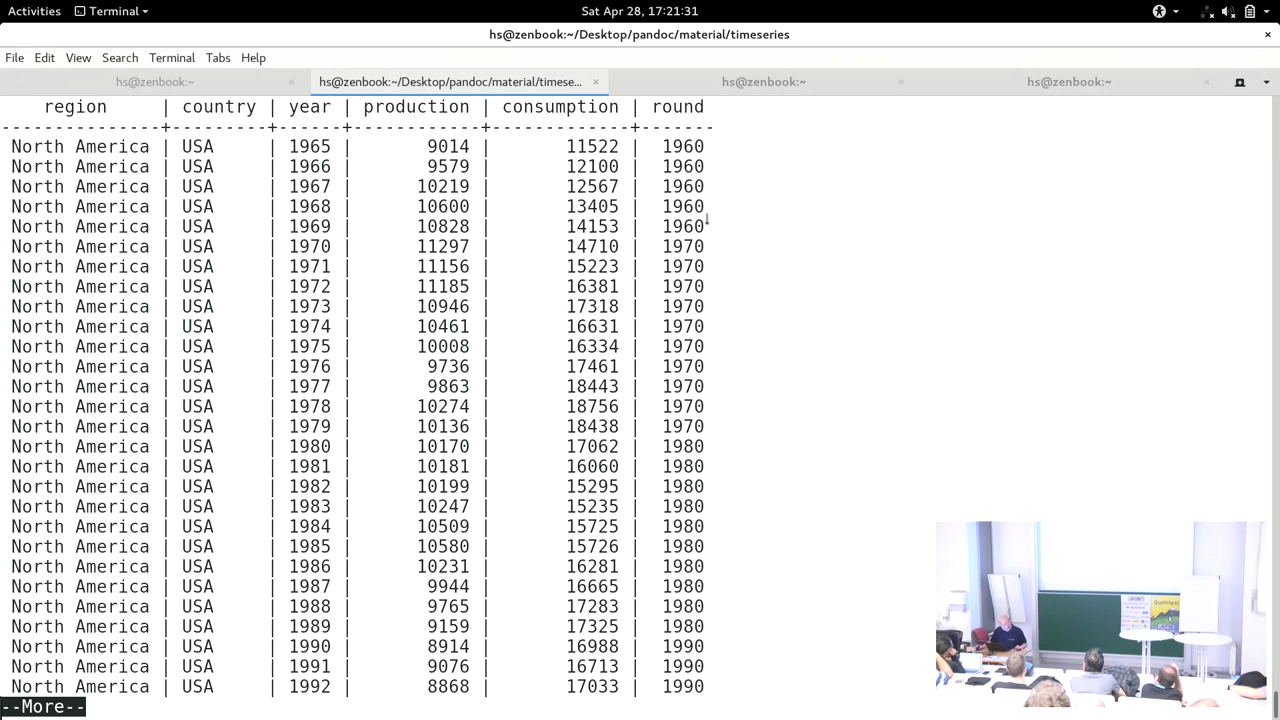 Activities Terminal Sat Apr 28, 17:21:31
hs@zenbook:~/Desktop/pandoc/material/timeseries
File Edit View Search Terminal Tabs Help
hs@zenbook:~ hs@zenbook:~/Desktop/pandoc/material/timese... hs@zenbook:~ hs@zenbook:~
region | country | year | production | consumption | round
---------------+---------+------+------------+-------------+-------
North America | USA | 1965 | 9014 | 11522 | 1960
North America | USA | 1966 | 9579 | 12100 | 1960
North America | USA | 1967 | 10219 | 12567 | 1960
North America | USA | 1968 | 10600 | 13405 | 1960
North America | USA | 1969 | 10828 | 14153 | 1960
North America | USA | 1970 | 11297 | 14710 | 1970
North America | USA | 1971 | 11156 | 15223 | 1970
North America | USA | 1972 | 11185 | 16381 | 1970
North America | USA | 1973 | 10946 | 17318 | 1970
North America | USA | 1974 | 10461 | 16631 | 1970
North America | USA | 1975 | 10008 | 16334 | 1970
North America | USA | 1976 | 9736 | 17461 | 1970
North America | USA | 1977 | 9863 | 18443 | 1970
North America | USA | 1978 | 10274 | 18756 | 1970
North America | USA | 1979 | 10136 | 18438 | 1970
North America | USA | 1980 | 10170 | 17062 | 1980
North America | USA | 1981 | 10181 | 16060 | 1980
North America | USA | 1982 | 10199 | 15295 | 1980
North America | USA | 1983 | 10247 | 15235 | 1980
North America | USA | 1984 | 10509 | 15725 | 1980
North America | USA | 1985 | 10580 | 15726 | 1980
North America | USA | 1986 | 10231 | 16281 | 1980
North America | USA | 1987 | 9944 | 16665 | 1980
North America | USA | 1988 | 9765 | 17283 | 1980
North America | USA | 1989 | 9159 | 17325 | 1980
North America | USA | 1990 | 8914 | 16988 | 1990
North America | USA | 1991 | 9076 | 16713 | 1990
North America | USA | 1992 | 8868 | 17033 | 1990
--More--